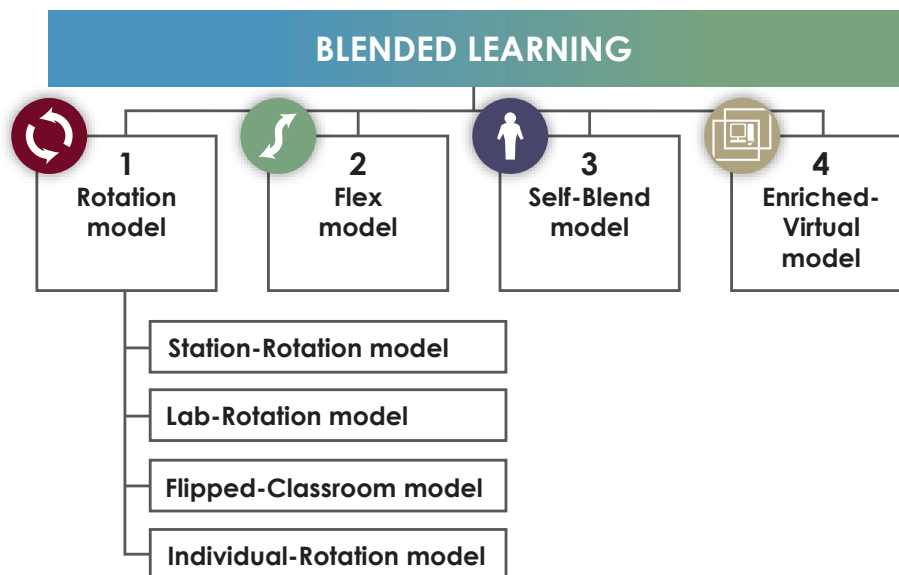 BLENDED LEARNING
1
Rotation
model
2
Flex
model
3
Self-Blend
model
4
Enriched-
Virtual
model
Station-Rotation model
Lab-Rotation model
Flipped-Classroom model
Individual-Rotation model